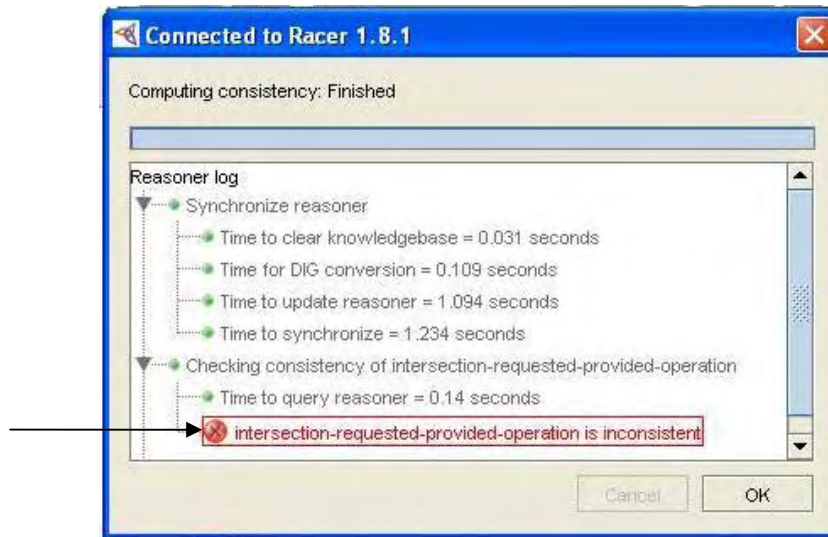 Connected to Racer 1.8.1
Computing consistency: Finished
Reasoner log
Synchronize reasoner
Time to clear knowledgebase = 0.031 seconds
Time for DIG conversion = 0.109 seconds
Time to update reasoner = 1.094 seconds
Time to synchronize = 1.234 seconds
Checking consistency of intersection-requested-provided-operation
Time to query reasoner = 0.14 seconds
intersection-requested-provided-operation is inconsistent
Cancel OK